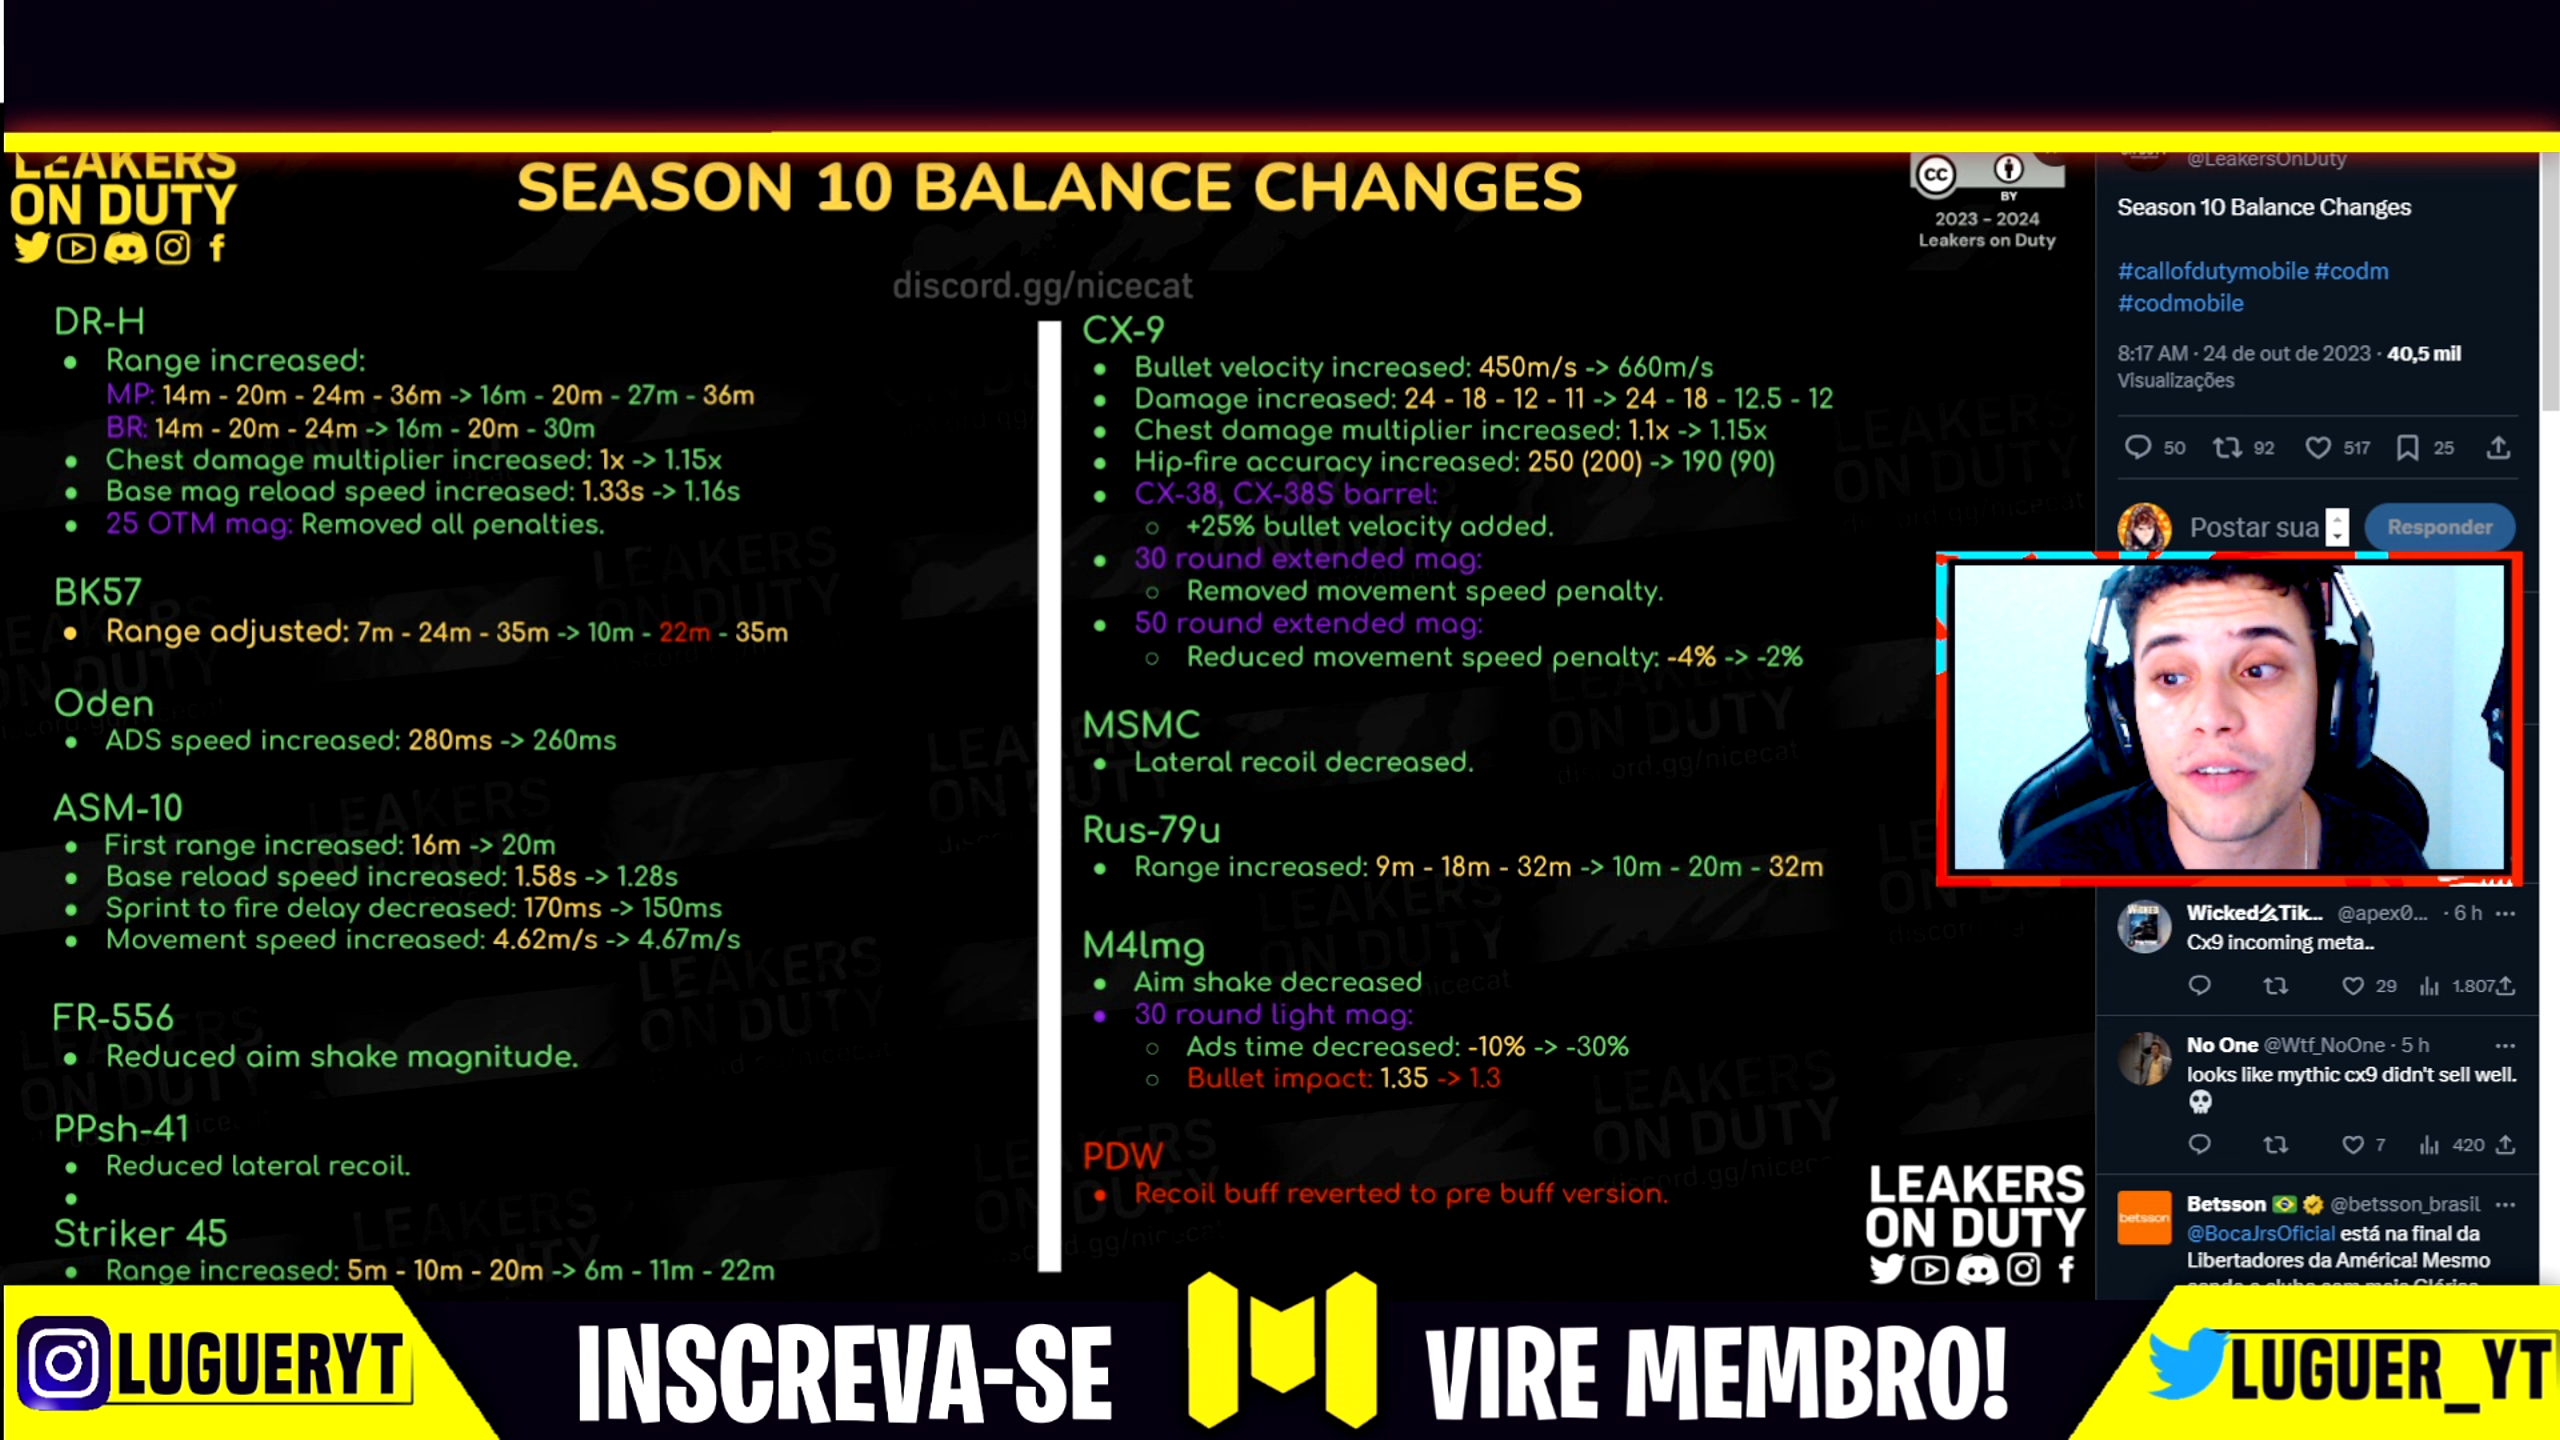 LEAKERS
ON DUTY
SEASON 10 BALANCE CHANGES
cc
BY
2023 - 2024
Leakers on Duty
discord.gg/nicecat
DR-H
Range increased:
MP: 14m - 20m - 24m - 36m -> 16m - 20m - 27m - 36m
BR: 14m - 20m - 24m -> 16m - 20m - 30m
Chest damage multiplier increased: 1x -> 1.15x
Base mag reload speed increased: 1.33s -> 1.16s
25 OTM mag: Removed all penalties.
BK57
Range adjusted: 7m - 24m - 35m -> 10m - 22m - 35m
Oden
ADS speed increased: 280ms -> 260ms
ASM-10
First range increased: 16m -> 20m
Base reload speed increased: 1.58s -> 1.28s
Sprint to fire delay decreased: 170ms -> 150ms
Movement speed increased: 4.62m/s -> 4.67m/s
FR-556
Reduced aim shake magnitude.
PPsh-41
Reduced lateral recoil.
Striker 45
Range increased: 5m - 10m - 20m -> 6m - 11m - 22m
CX-9
Bullet velocity increased: 450m/s -> 660m/s
Damage increased: 24 - 18 - 12 - 11 -> 24 - 18 - 12.5 - 12
Chest damage multiplier increased: 1.1x -> 1.15x
Hip-fire accuracy increased: 250 (200) -> 190 (90)
CX-38, CX-38S barrel:
+25% bullet velocity added.
30 round extended mag:
Removed movement speed penalty.
50 round extended mag:
Reduced movement speed penalty: -4% -> -2%
MSMC
Lateral recoil decreased.
Rus-79u
Range increased: 9m - 18m - 32m -> 10m - 20m - 32m
M4lmg
Aim shake decreased
30 round light mag:
Ads time decreased: -10% -> -30%
Bullet impact: 1.35 -> 1.3
PDW
Recoil buff reverted to pre buff version.
LEAKERS
ON DUTY
@LeakersOnDuty
Season 10 Balance Changes
#callofdutymobile #codm
#codmobile
8:17 AM · 24 de out de 2023 · 40,5 mil
Visualizações
50 92 517 25
Postar sua
Responder
Wicked么Tik... @apex0... · 6 h
Cx9 incoming meta..
29 1.807
No One @Wtf_NoOne · 5 h
looks like mythic cx9 didn't sell well.
7 420
betsson
Betsson @betsson_brasil
@BocaJrsOficial está na final da
Libertadores da América! Mesmo
LUGUERYT
INSCREVA-SE
VIRE MEMBRO!
LUGUER_YT